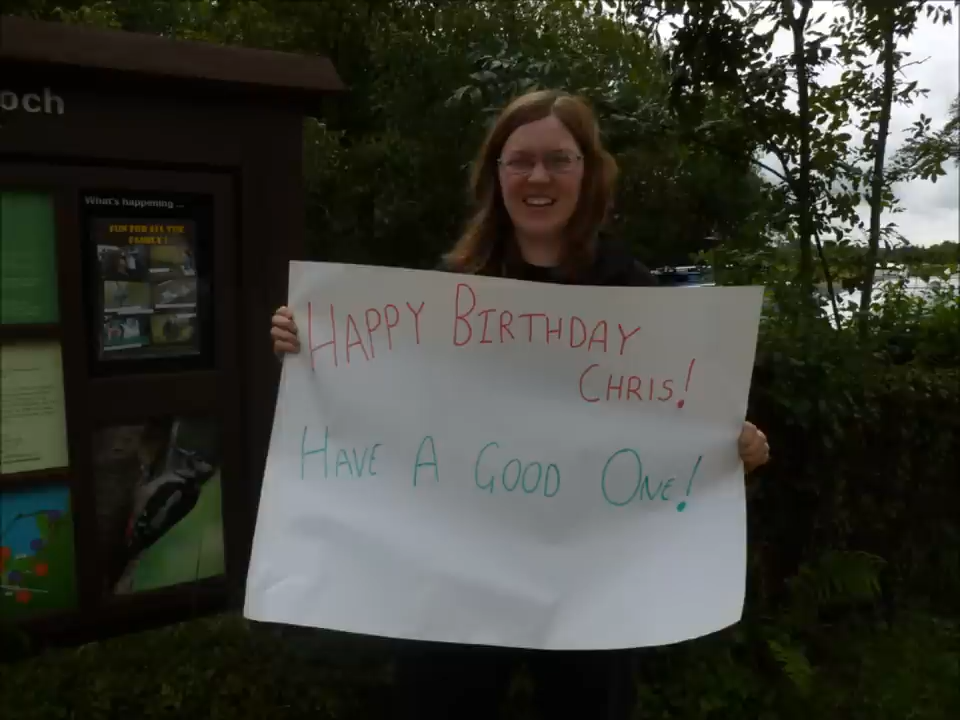 och
What's happening ...
FUN FOR ALL THE
FAMILY!
HAPPY BIRTHDAY
CHRIS!
HAVE A GOOD ONE!